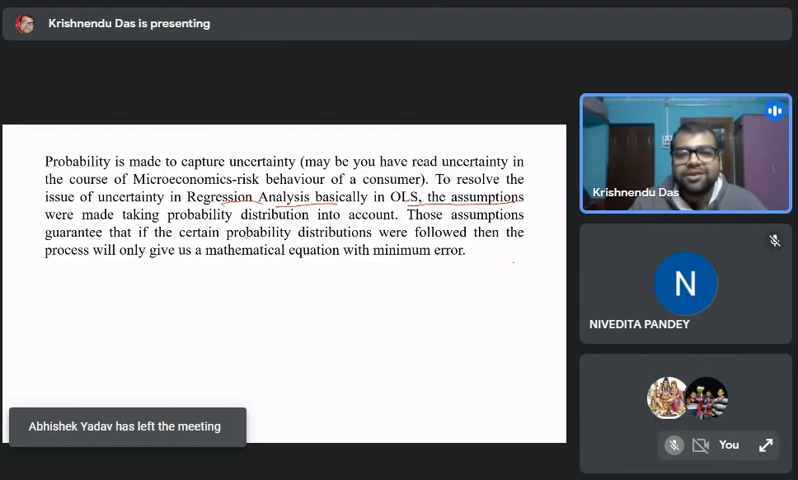 Krishnendu Das is presenting
Probability is made to capture uncertainty (may be you have read uncertainty in
the course of Microeconomics-risk behaviour of a consumer). To resolve the
issue of uncertainty in Regression Analysis basically in OLS, the assumptions
were made taking probability distribution into account. Those assumptions
guarantee that if the certain probability distributions were followed then the
process will only give us a mathematical equation with minimum error.
Krishnendu Das
N
NIVEDITA PANDEY
You
Abhishek Yadav has left the meeting